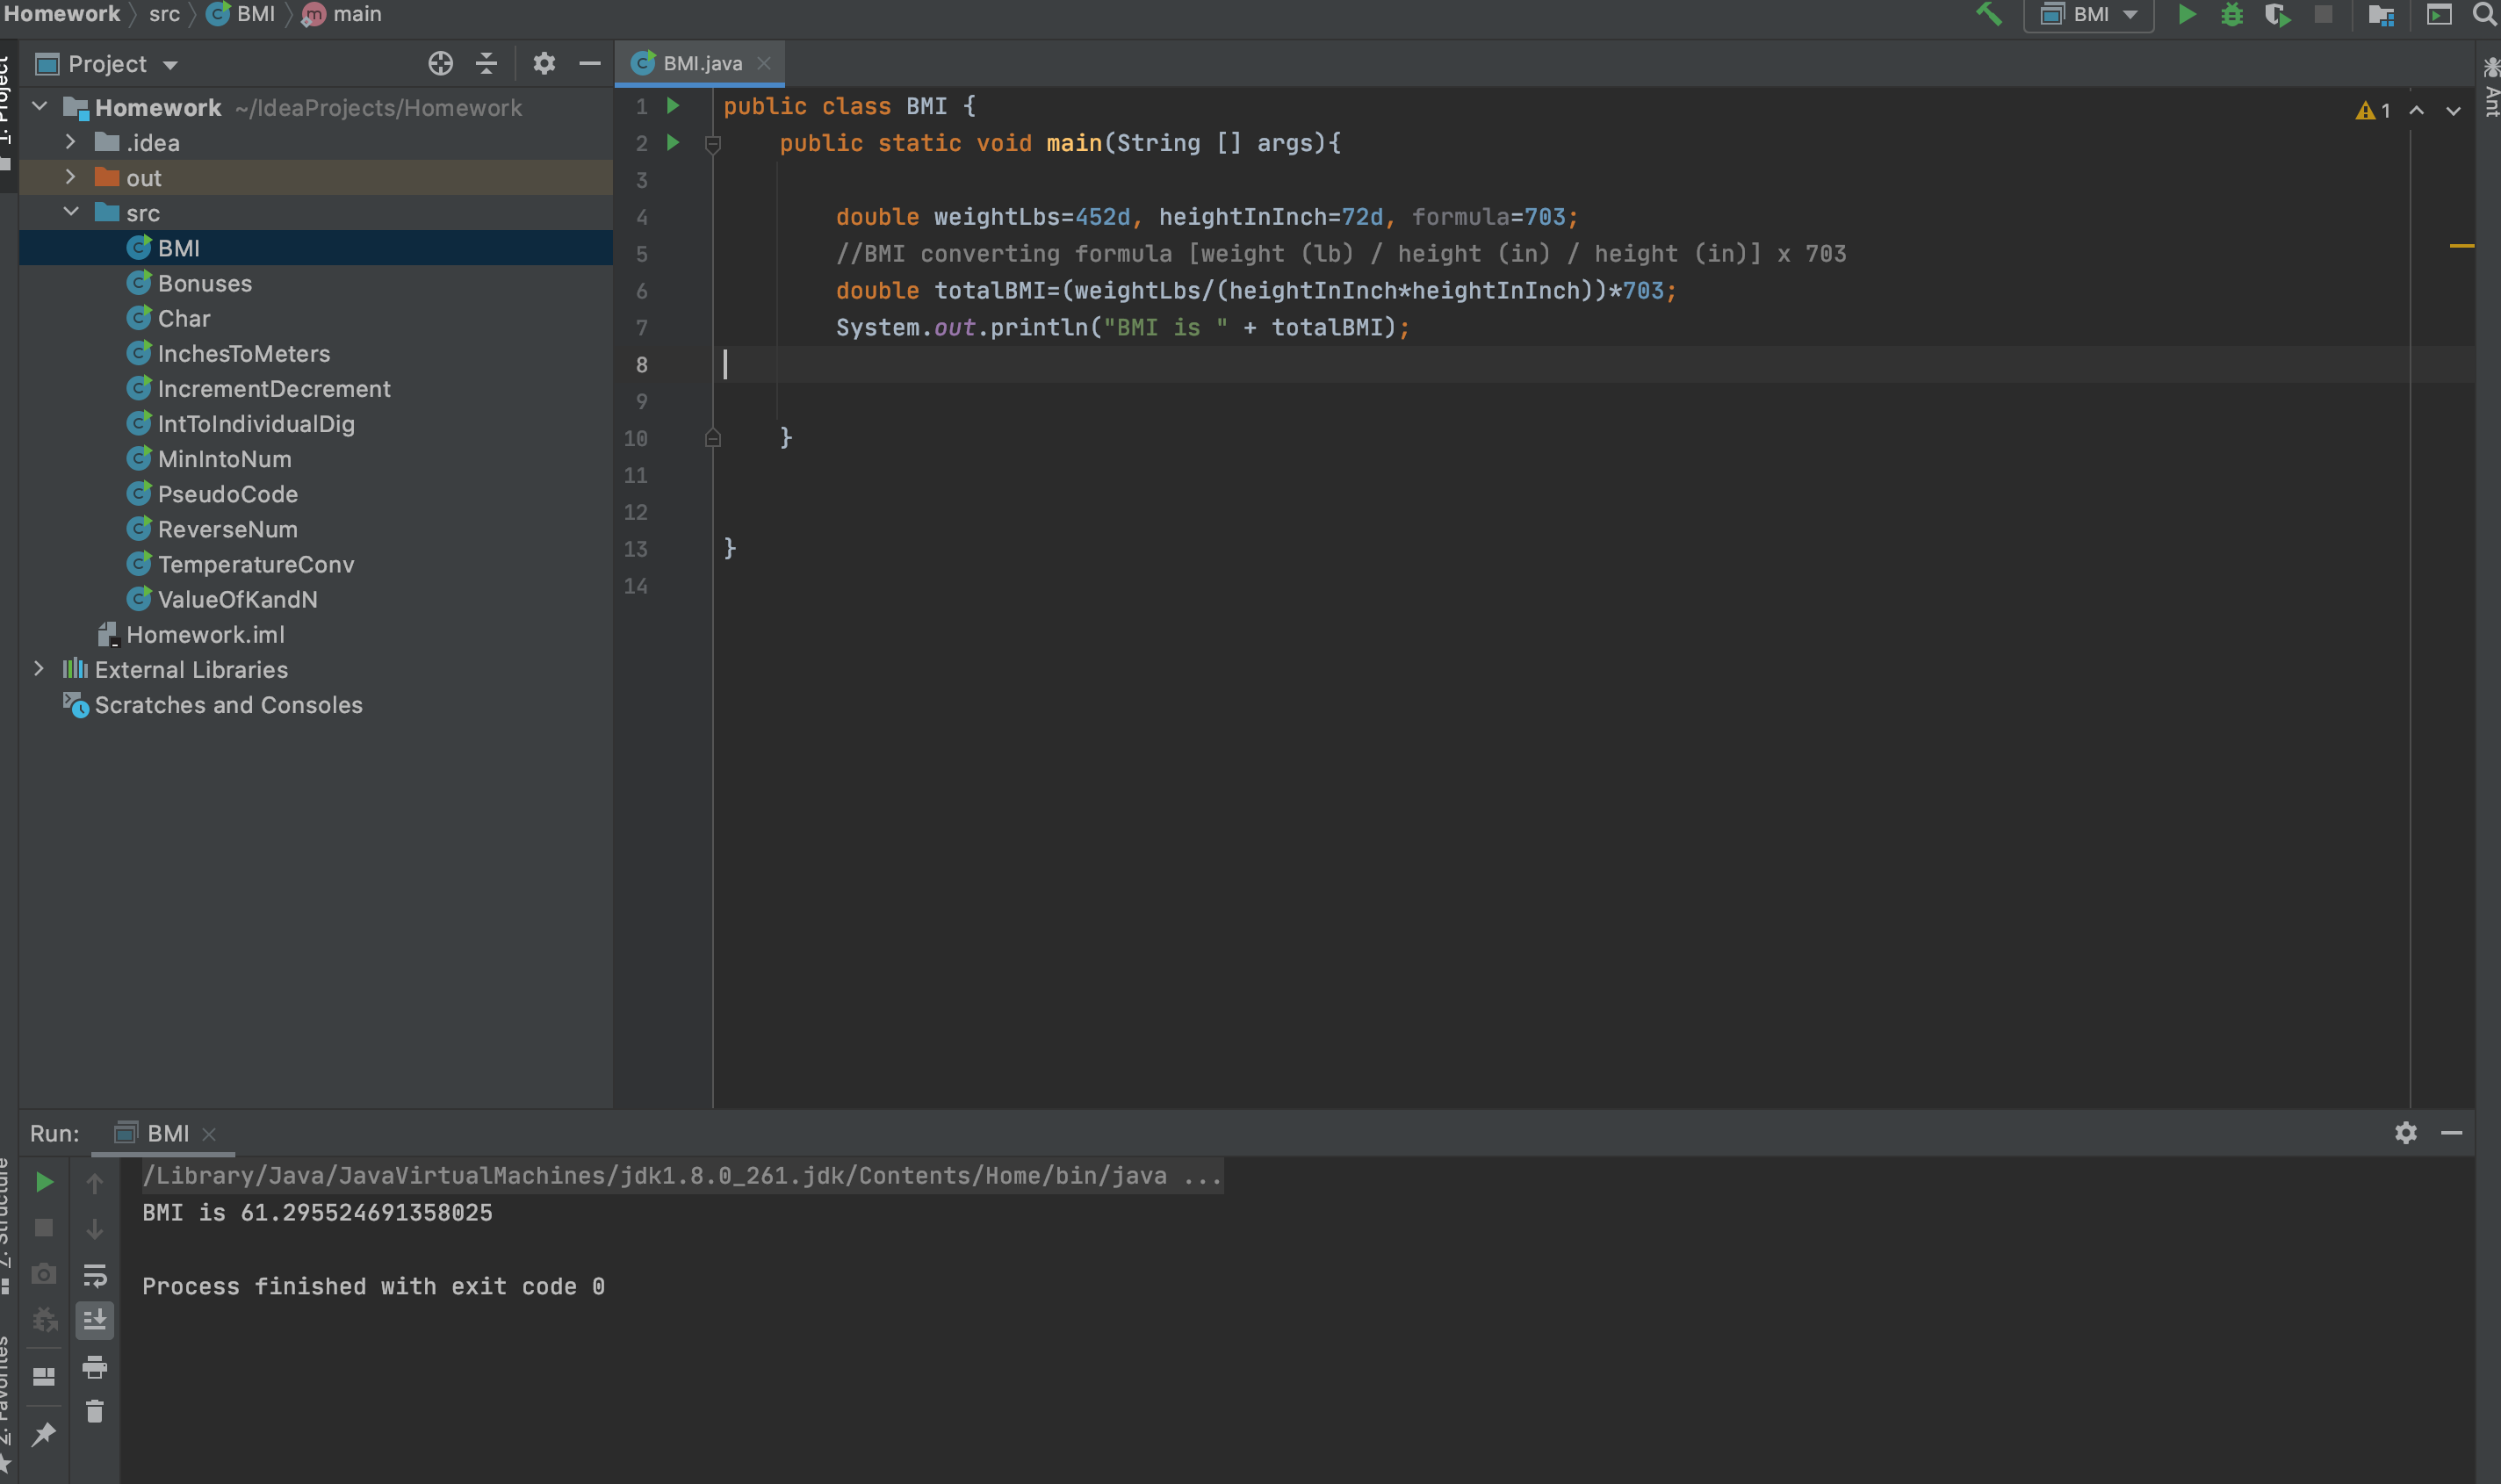 Homework src BMI main
BMI
Project
BMI.java
1: Project
Ant
Homework ~/IdeaProjects/Homework
.idea
out
src
BMI
Bonuses
Char
InchesToMeters
IncrementDecrement
IntToIndividualDig
MinIntoNum
PseudoCode
ReverseNum
TemperatureConv
ValueOfKandN
Homework.iml
External Libraries
Scratches and Consoles
1 public class BMI {
1
2 public static void main(String [] args){
3
4 double weightLbs=452d, heightInInch=72d, formula=703;
5 //BMI converting formula [weight (lb) / height (in) / height (in)] x 703
6 double totalBMI=(weightLbs/(heightInInch*heightInInch))*703;
7 System.out.println("BMI is " + totalBMI);
8
9
10 }
11
12
13 }
14
Run: BMI
/Library/Java/JavaVirtualMachines/jdk1.8.0_261.jdk/Contents/Home/bin/java ...
BMI is 61.295524691358025
Process finished with exit code 0
7: Structure
2: Favorites